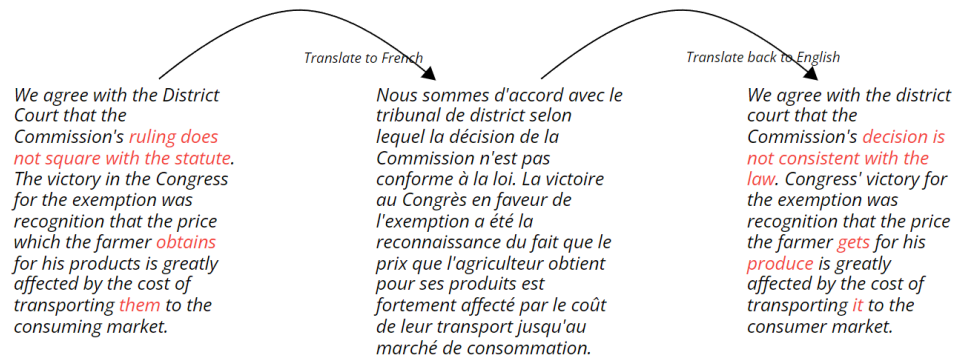 Translate to French
Translate back to English
We agree with the District
Court that the
Commission's ruling does
not square with the statute.
The victory in the Congress
for the exemption was
recognition that the price
which the farmer obtains
for his products is greatly
affected by the cost of
transporting them to the
consuming market.
Nous sommes d'accord avec le
tribunal de district selon
lequel la décision de la
Commission n'est pas
conforme à la loi. La victoire
au Congrès en faveur de
l'exemption a été la
reconnaissance du fait que le
prix que l'agriculteur obtient
pour ses produits est
fortement affecté par le coût
de leur transport jusqu'au
marché de consommation.
We agree with the district
court that the
Commission's decision is
not consistent with the
law. Congress' victory for
the exemption was
recognition that the price
the farmer gets for his
produce is greatly
affected by the cost of
transporting it to the
consumer market.